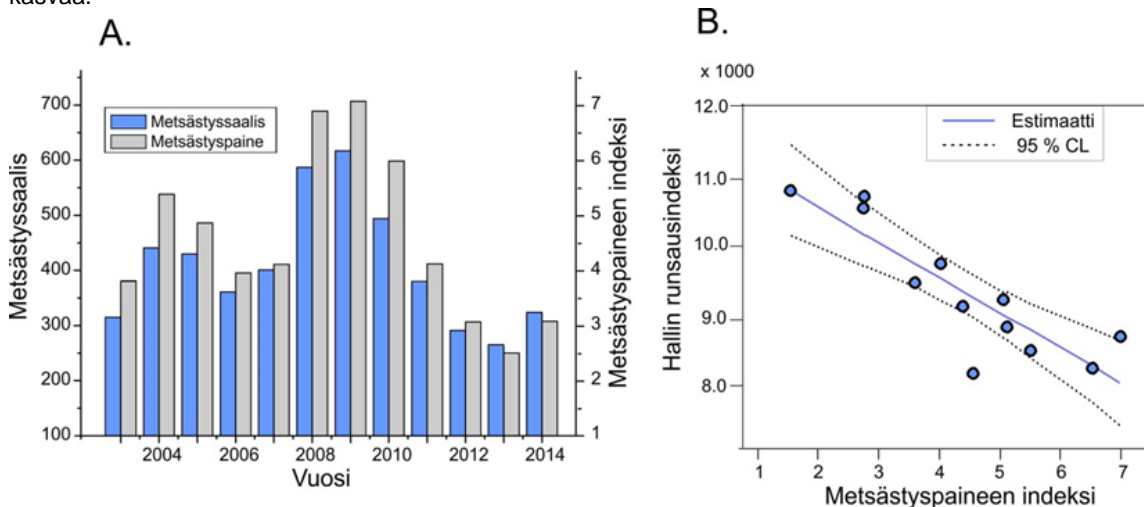 kasvaa.
A.
B.
x 1000
Metsästyssaalis
700
600
500
400
300
200
100
Metsästyssaalis
Metsästyspaine
7
6
5
4
3
2
1
Metsästyspaineen indeksi
2004
2006
2008
2010
2012
2014
Vuosi
Hallin runsausindeksi
12.0
11.0
10.0
9.0
8.0
Estimaatti
95 % CL
1
2
3
4
5
6
7
Metsästyspaineen indeksi